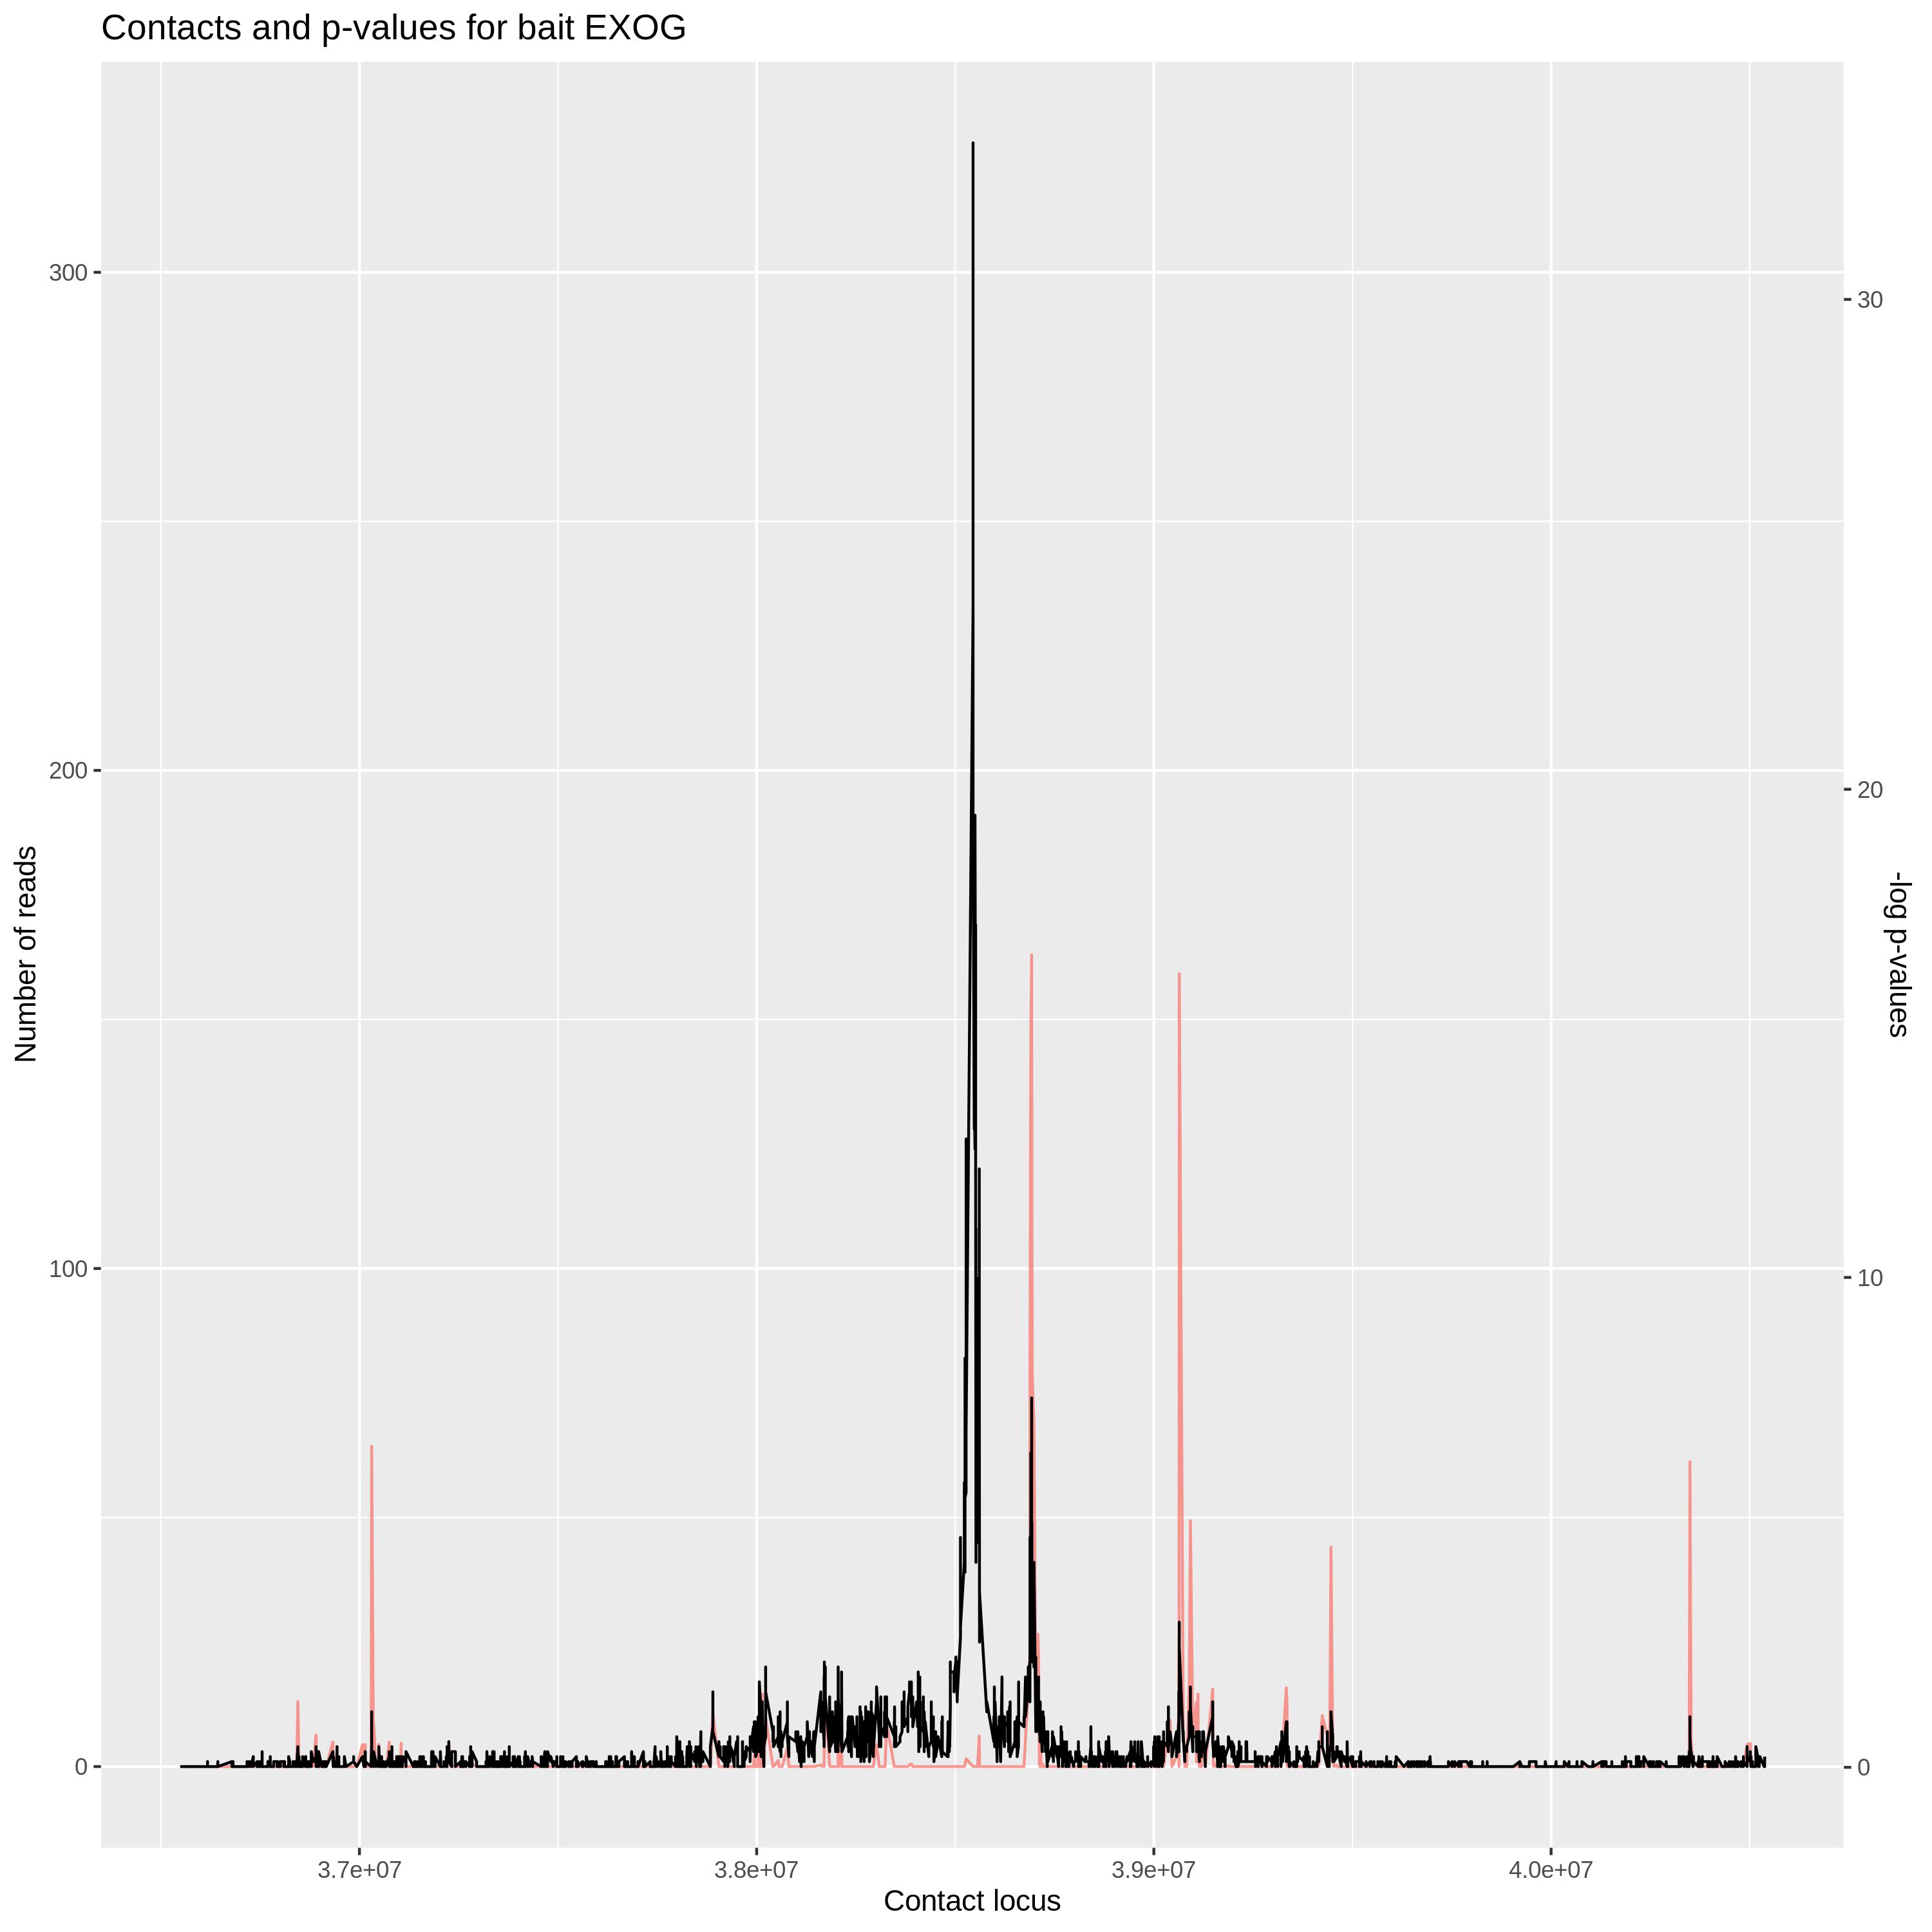 Contacts and p-values for bait EXOG
Number of reads
300
200
100
0
30
20
10
0
-log p-values
3.7e+07
3.8e+07
3.9e+07
4.0e+07
Contact locus